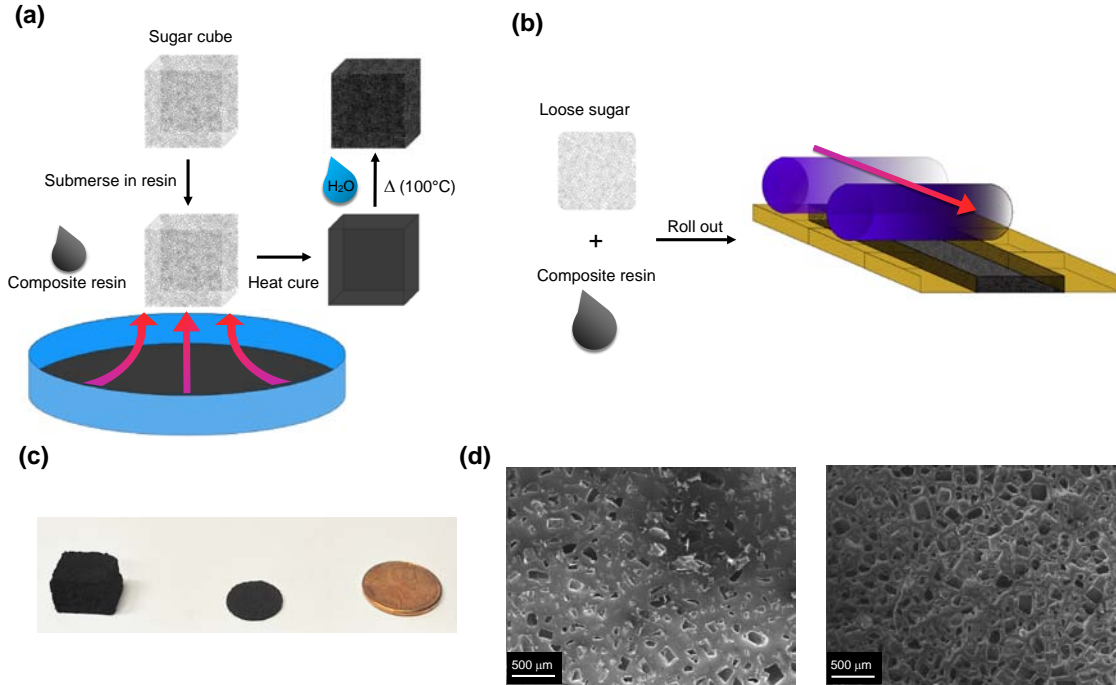 (a)
Sugar cube
Submerse in resin
H₂O
Δ (100°C)
Composite resin
Heat cure
(b)
Loose sugar
+
Roll out
Composite resin
(c)
(d)
500 μm
500 μm